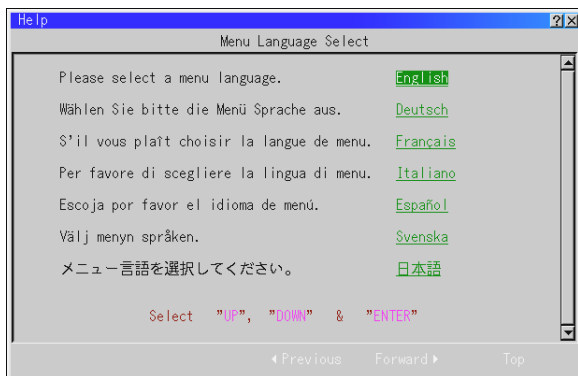 Help
Menu Language Select
Please select a menu language. English
Wählen Sie bitte die Menü Sprache aus. Deutsch
S'il vous plaît choisir la langue de menu. Français
Per favore di scegliere la lingua di menu. Italiano
Escoja por favor el idioma de menú. Español
Välj menyn språken. Svenska
メニュー言語を選択してください。 日本語
Select "UP", "DOWN" & "ENTER"
Previous Forward Top